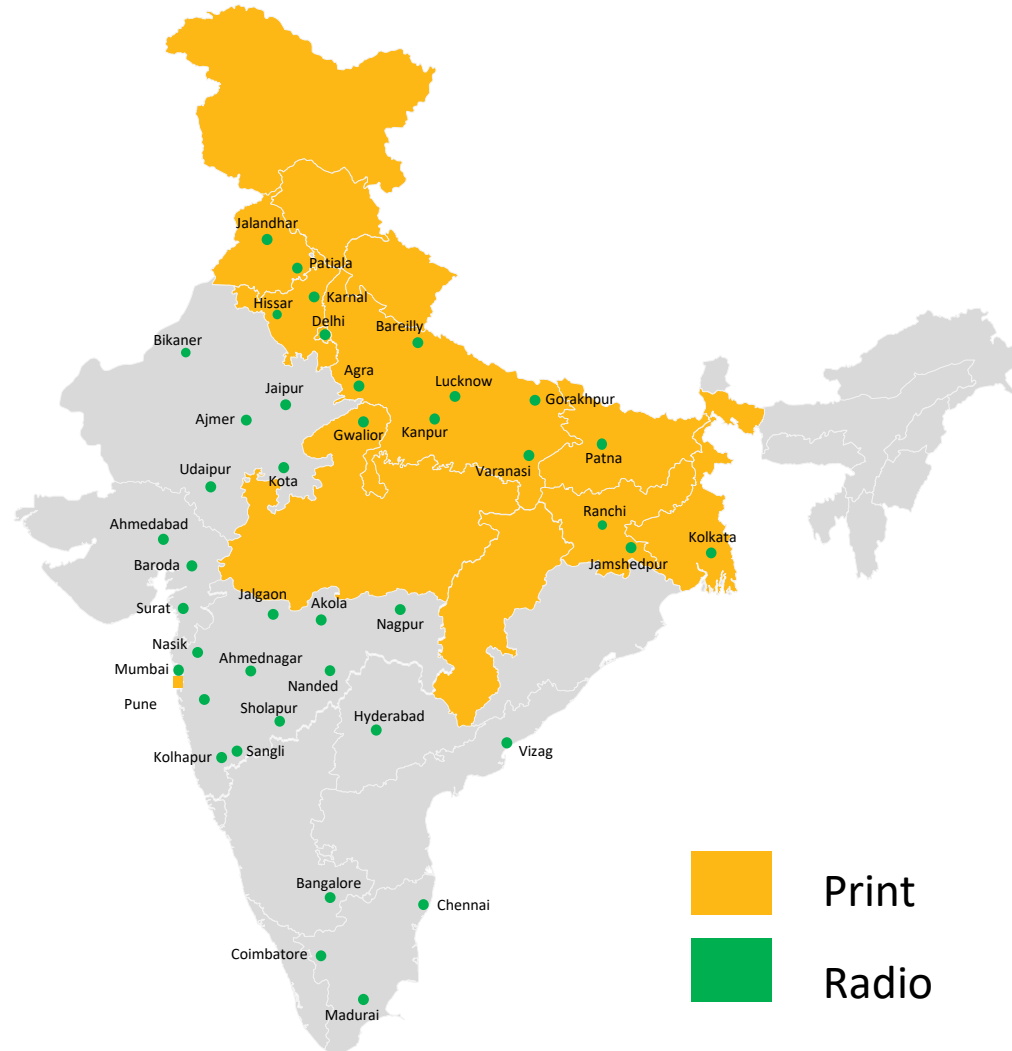 Jalandhar
Patiala
Karnal
Hissar
Delhi
Bareilly
Bikaner
Agra
Lucknow
Jaipur
Gorakhpur
Ajmer
Gwalior
Kanpur
Patna
Varanasi
Udaipur
Kota
Ranchi
Ahmedabad
Kolkata
Baroda
Jamshedpur
Jalgaon
Akola
Surat
Nagpur
Nasik
Ahmednagar
Mumbai
Nanded
Pune
Sholapur
Hyderabad
Kolhapur
Sangli
Vizag
Bangalore
Chennai
Print
Coimbatore
Radio
Madurai